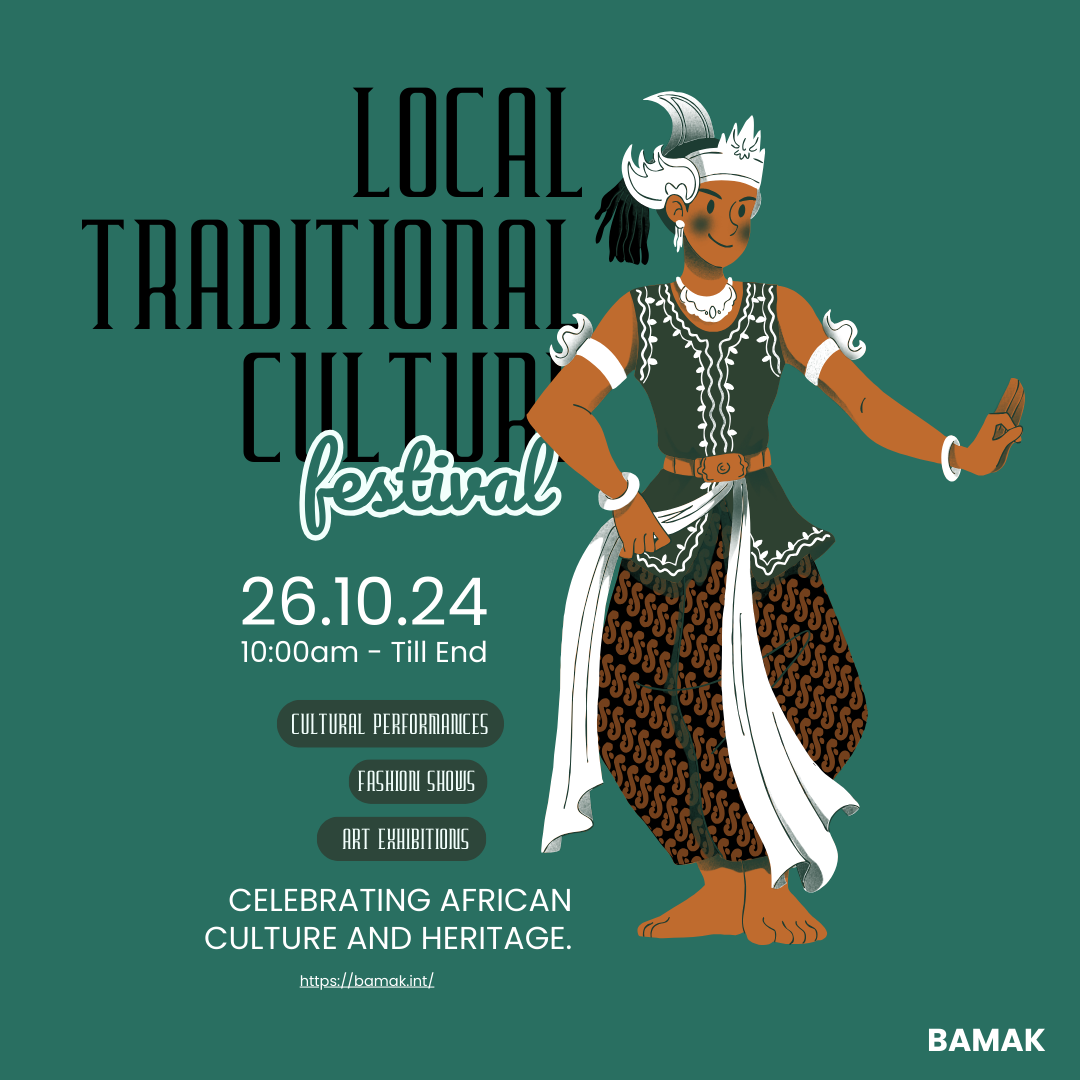 LOCAL
TRADITIONAL
CULTURE
festival
26.10.24
10:00am - Till End
CULTURAL PERFORMANCES
FASHION SHOWS
ART EXHIBITIONS
CELEBRATING AFRICAN
CULTURE AND HERITAGE.
https://bamak.int/
BAMAK